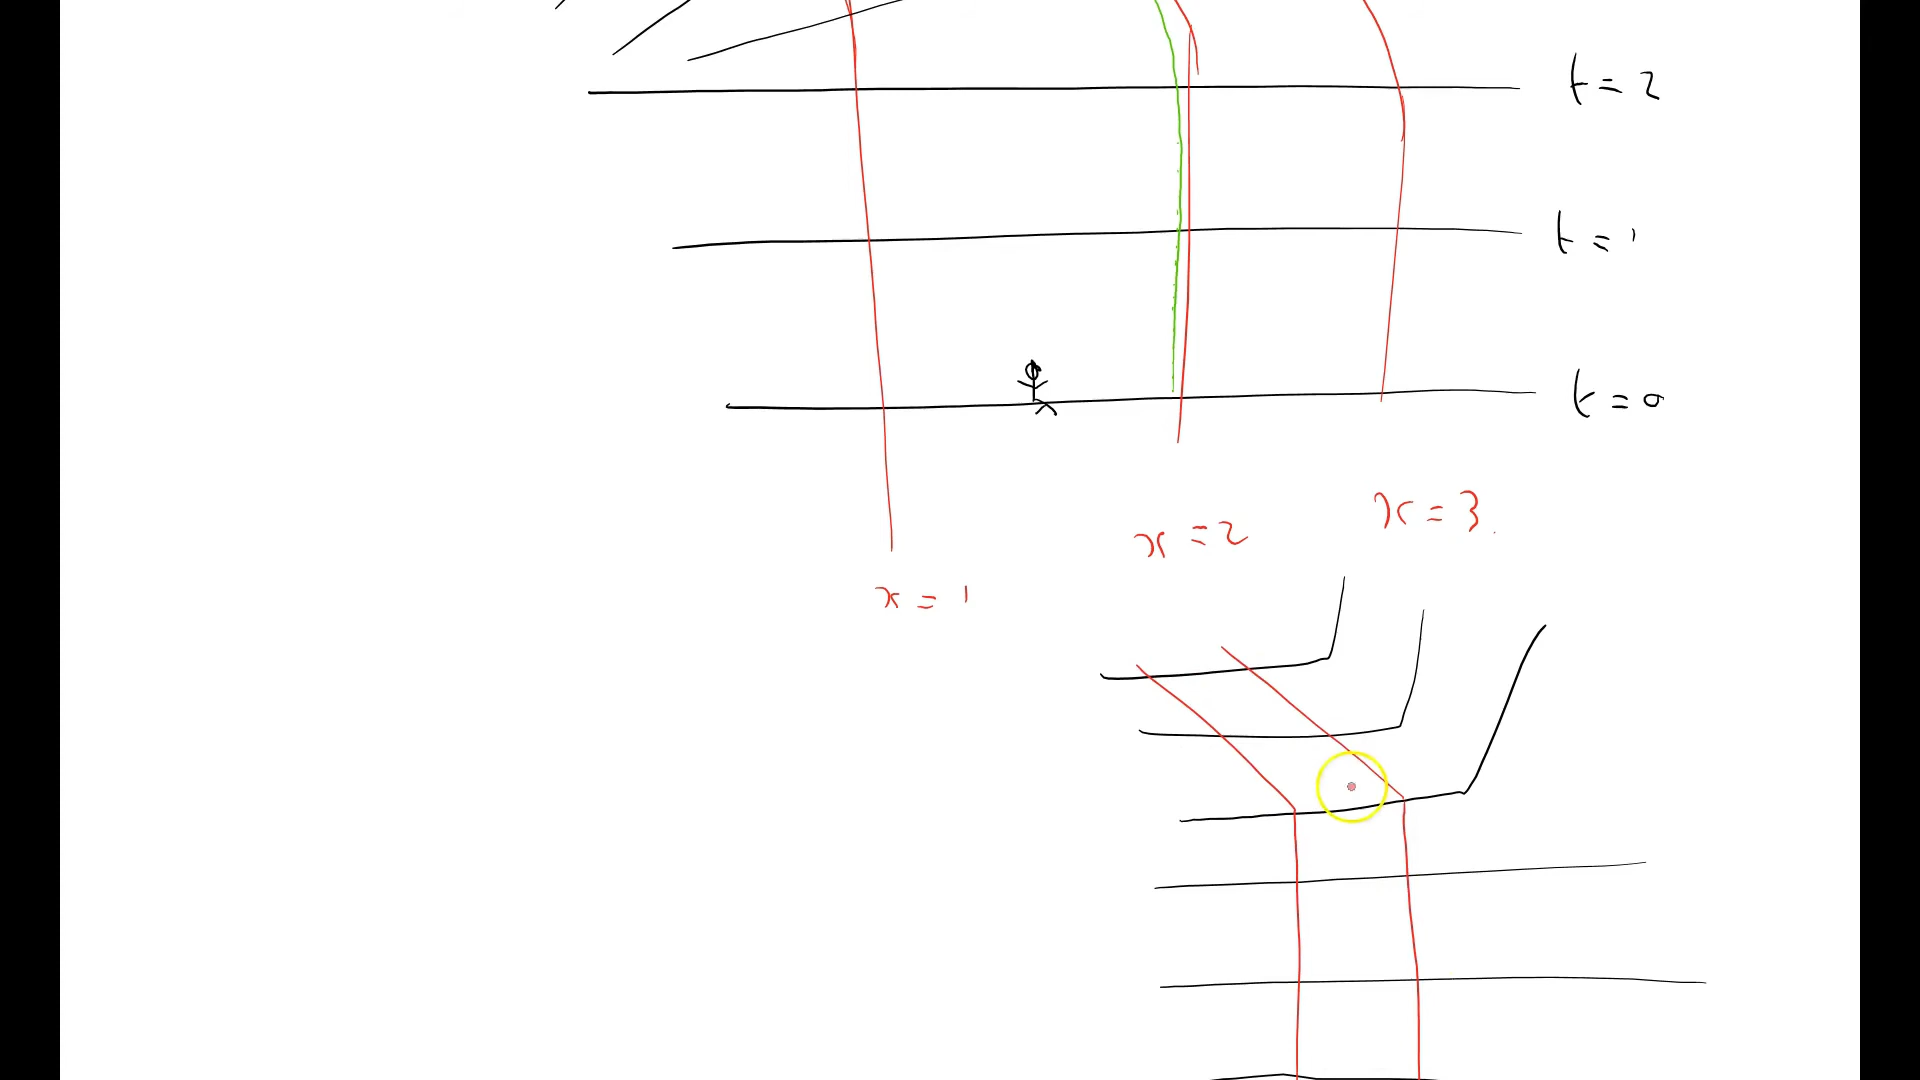 t = 2
t = 1
t = 0
x = 3
x = 2
x = 1